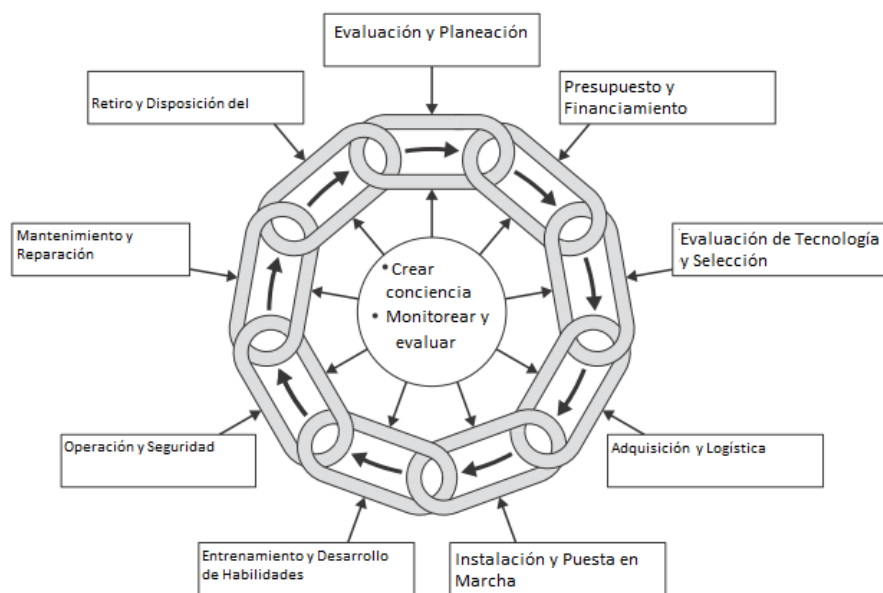 Evaluación y Planeación
Presupuesto y
Financiamiento
Evaluación de Tecnología
y Selección
Adquisición y Logística
Instalación y Puesta en
Marcha
Entrenamiento y Desarrollo
de Habilidades
Operación y Seguridad
Mantenimiento y
Reparación
Retiro y Disposición del
• Crear
conciencia
• Monitorear y
evaluar